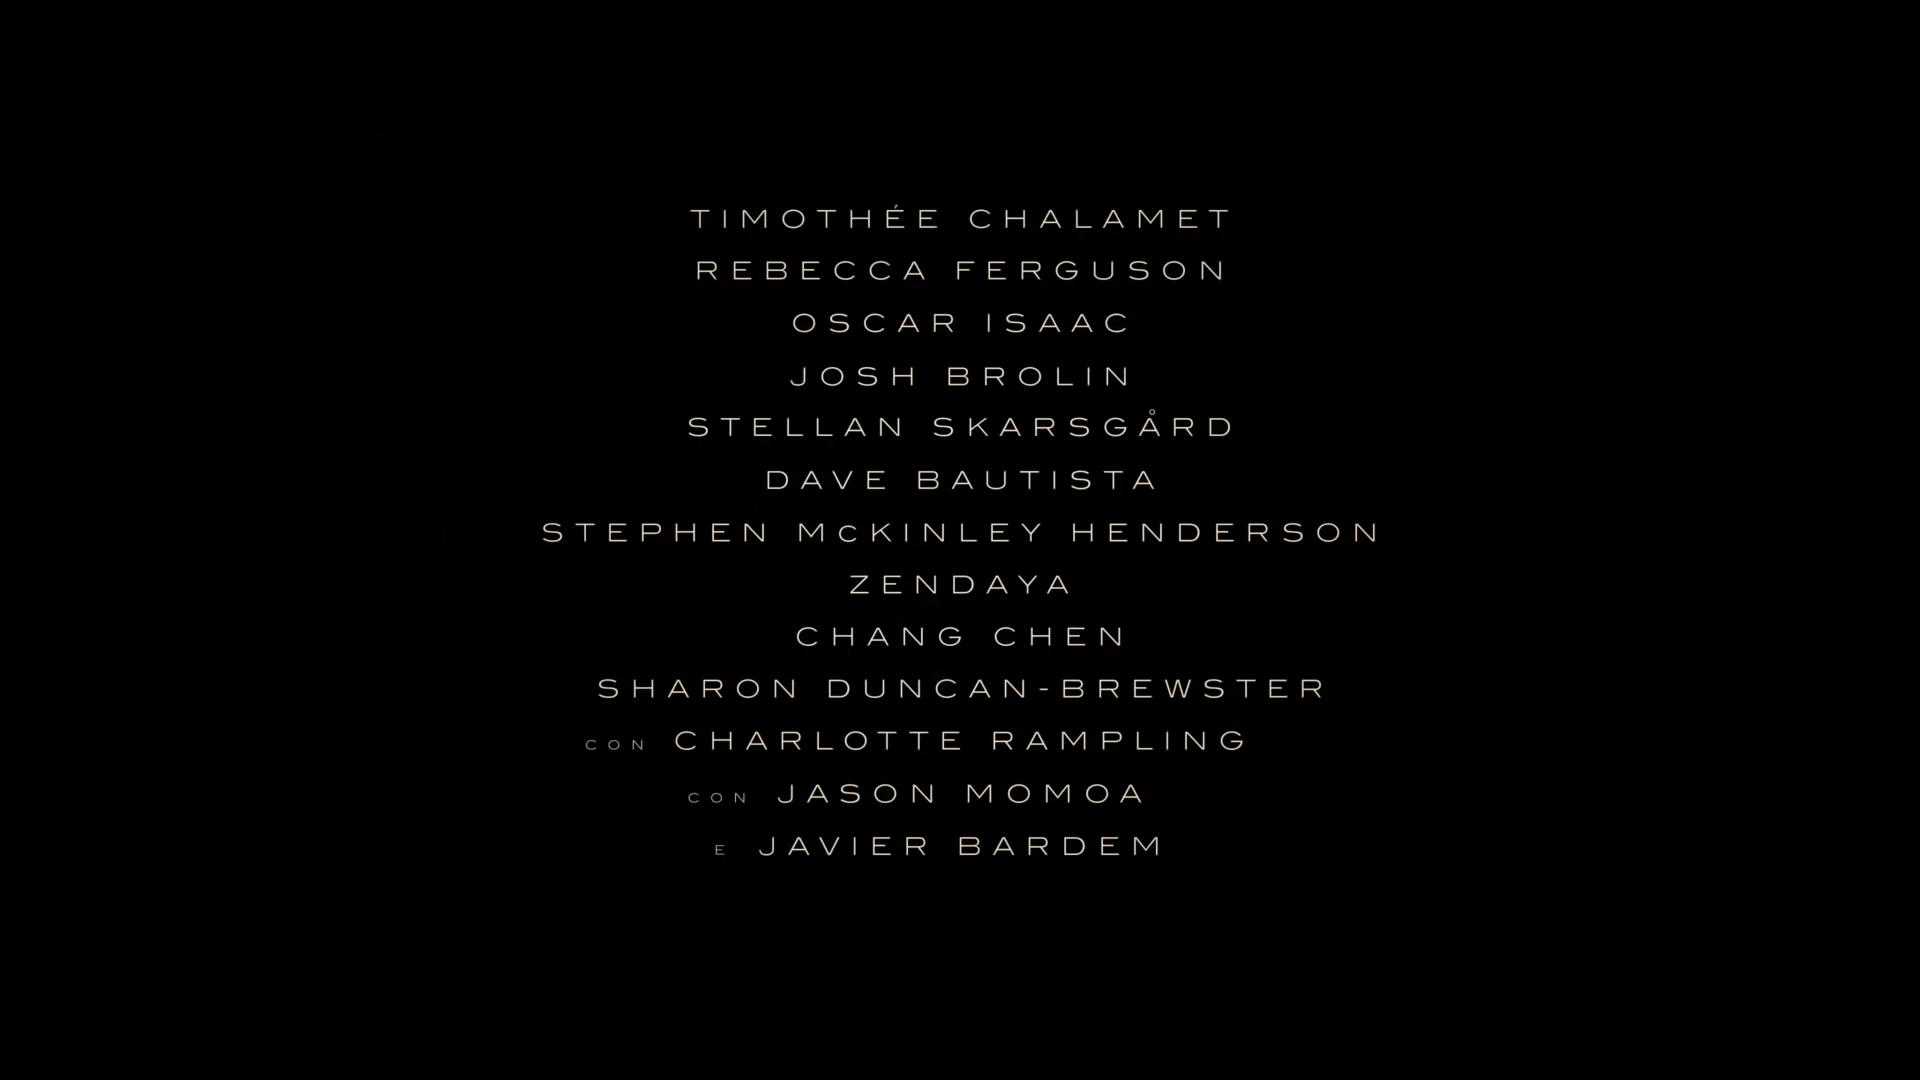 TIMOTHÉE CHALAMET
REBECCA FERGUSON
OSCAR ISAAC
JOSH BROLIN
STELLAN SKARSGÅRD
DAVE BAUTISTA
STEPHEN McKINLEY HENDERSON
ZENDAYA
CHANG CHEN
SHARON DUNCAN-BREWSTER
CON CHARLOTTE RAMPLING
CON JASON MOMOA
E JAVIER BARDEM